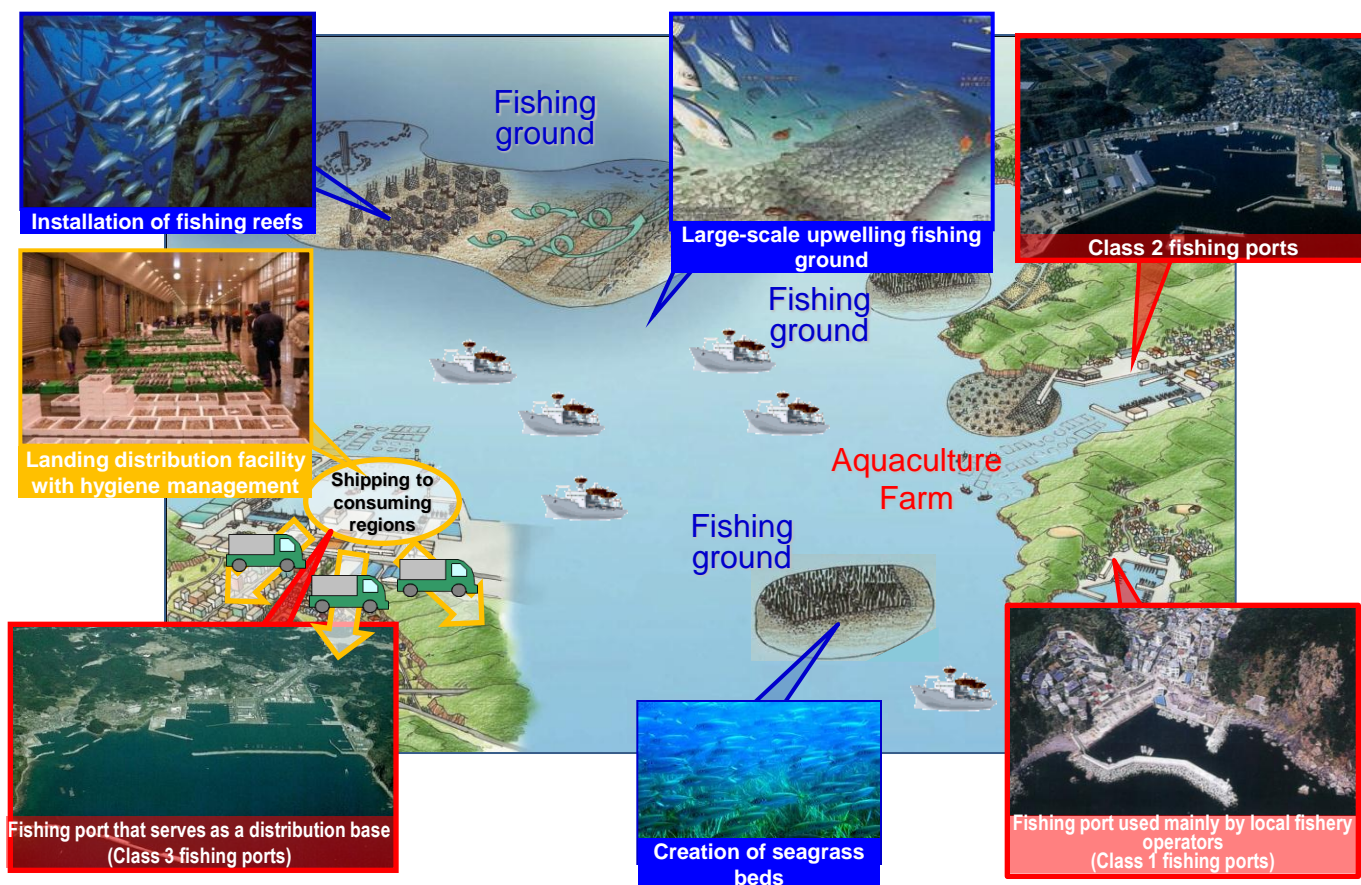 Fishing
ground
Installation of fishing reefs
Large-scale upwelling fishing
ground
Class 2 fishing ports
Fishing
ground
Landing distribution facility
with hygiene management
Shipping to
consuming
regions
Aquaculture
Farm
Fishing
ground
Fishing port that serves as a distribution base
(Class 3 fishing ports)
Creation of seagrass
beds
Fishing port used mainly by local fishery
operators
(Class 1 fishing ports)